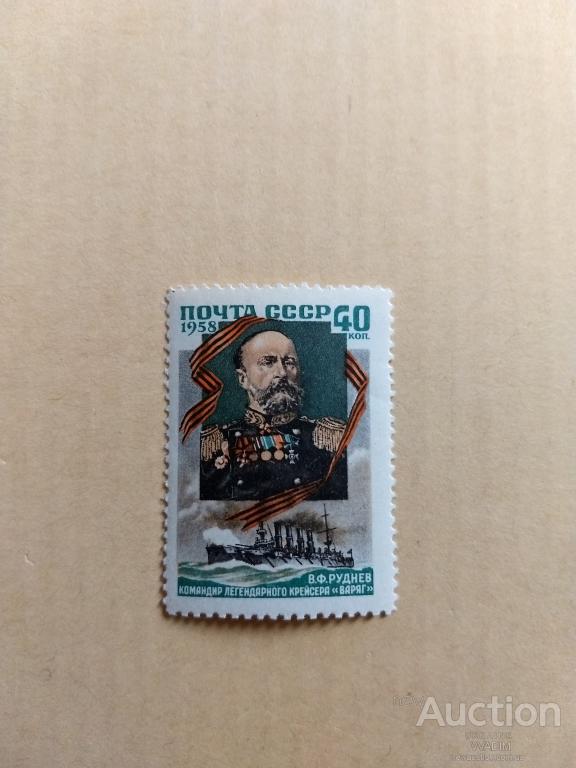 ПОЧТА СССР 40
1958 КОП.
В.Ф.РУДНЕВ
КОМАНДИР ЛЕГЕНДАРНОГО КРЕЙСЕРА «ВАРЯГ»
Auction